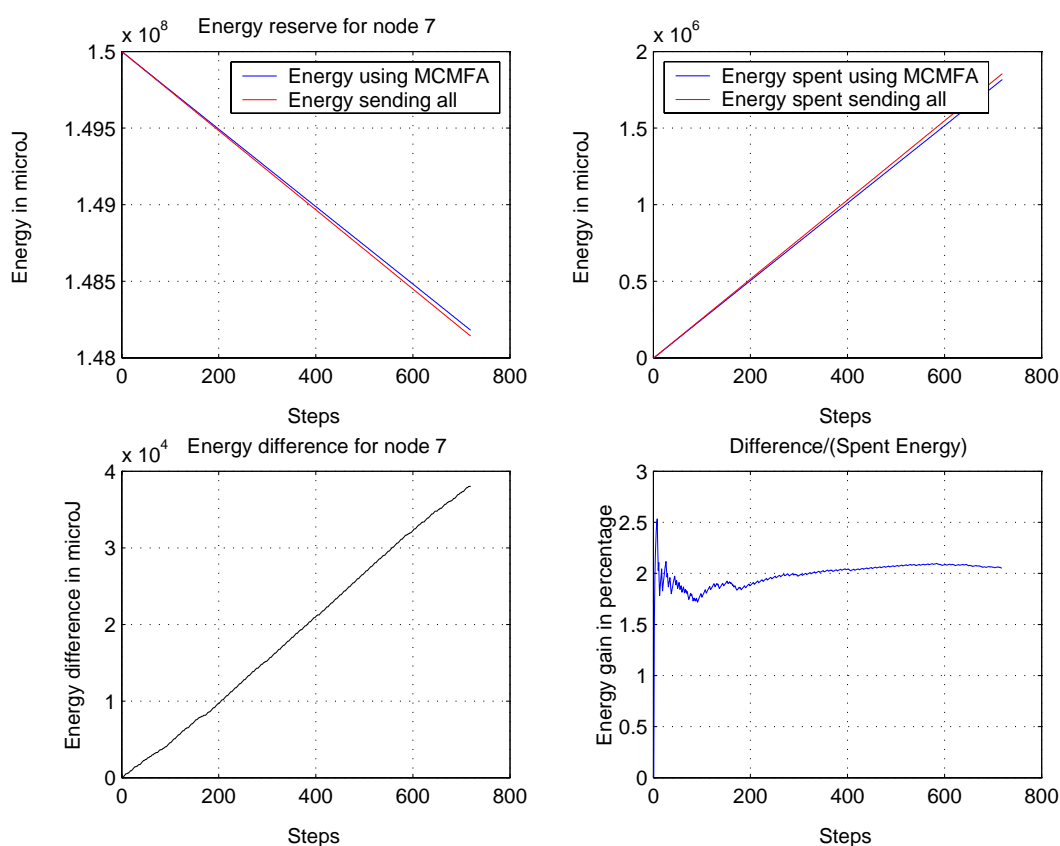 x 10^8
Energy reserve for node 7
1.5
1.495
1.49
1.485
1.48
Energy in microJ
Energy using MCMFA
Energy sending all
0 200 400 600 800
Steps
x 10^6
2
1.5
1
0.5
0
Energy in microJ
Energy spent using MCMFA
Energy spent sending all
0 200 400 600 800
Steps
x 10^4
Energy difference for node 7
4
3
2
1
0
Energy difference in microJ
0 200 400 600 800
Steps
Difference/(Spent Energy)
3
2.5
2
1.5
1
0.5
0
Energy gain in percentage
0 200 400 600 800
Steps